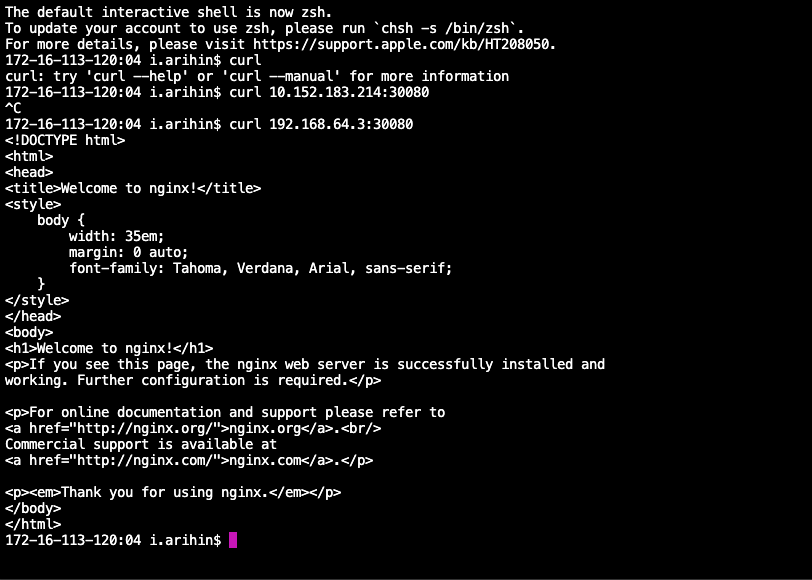 The default interactive shell is now zsh.
To update your account to use zsh, please run `chsh -s /bin/zsh`.
For more details, please visit https://support.apple.com/kb/HT208050.
172-16-113-120:04 i.arihin$ curl
curl: try 'curl --help' or 'curl --manual' for more information
172-16-113-120:04 i.arihin$ curl 10.152.183.214:30080
^C
172-16-113-120:04 i.arihin$ curl 192.168.64.3:30080
<!DOCTYPE html>
<html>
<head>
<title>Welcome to nginx!</title>
<style>
    body {
        width: 35em;
        margin: 0 auto;
        font-family: Tahoma, Verdana, Arial, sans-serif;
    }
</style>
</head>
<body>
<h1>Welcome to nginx!</h1>
<p>If you see this page, the nginx web server is successfully installed and
working. Further configuration is required.</p>

<p>For online documentation and support please refer to
<a href="http://nginx.org/">nginx.org</a>.<br/>
Commercial support is available at
<a href="http://nginx.com/">nginx.com</a>.</p>

<p><em>Thank you for using nginx.</em></p>
</body>
</html>
172-16-113-120:04 i.arihin$